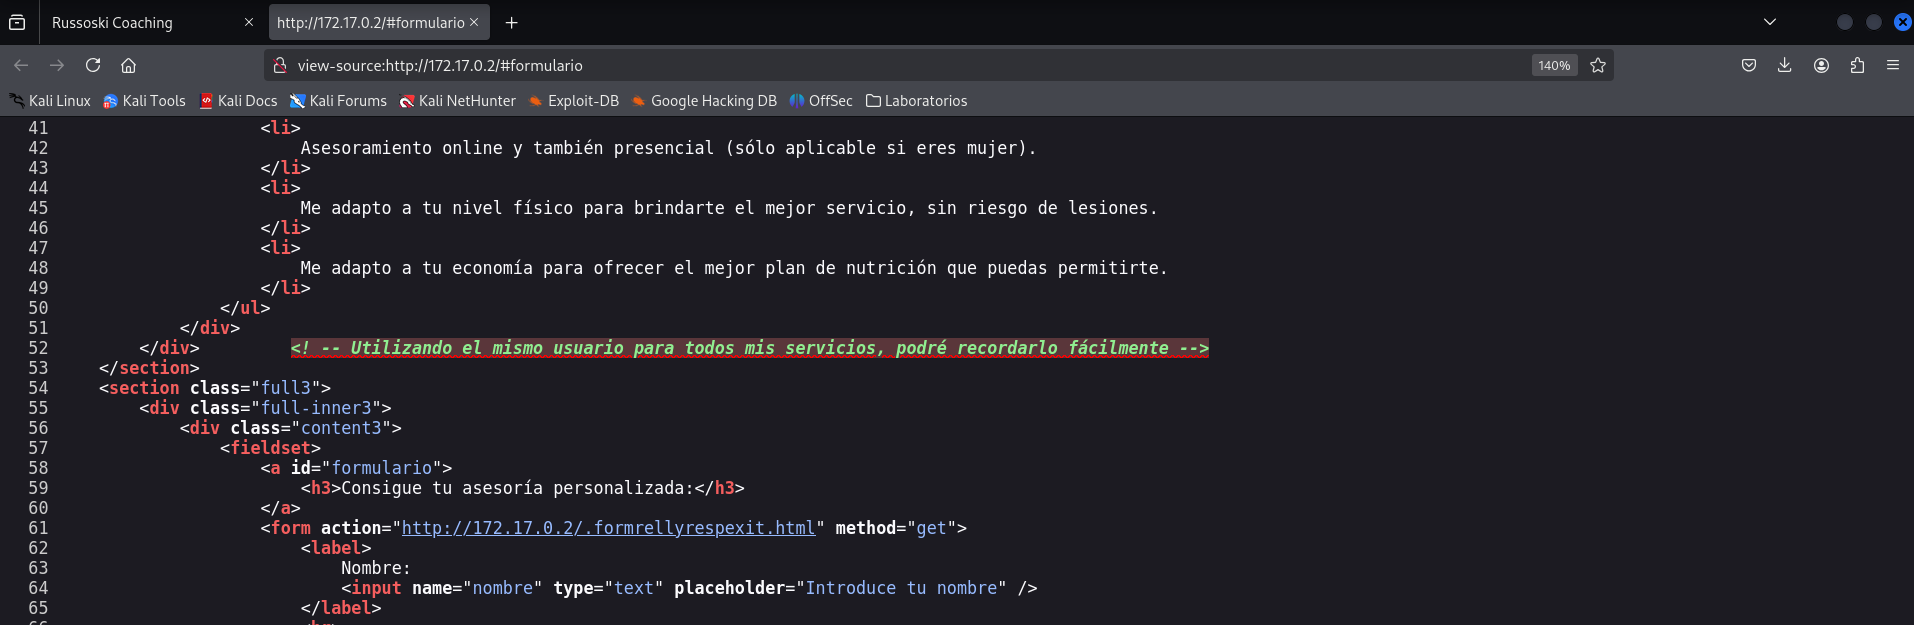 Russoski Coaching
http://172.17.0.2/#formulario
view-source:http://172.17.0.2/#formulario
140%
Kali Linux Kali Tools Kali Docs Kali Forums Kali NetHunter Exploit-DB Google Hacking DB OffSec Laboratorios
41 <li>
42 Asesoramiento online y también presencial (sólo aplicable si eres mujer).
43 </li>
44 <li>
45 Me adapto a tu nivel físico para brindarte el mejor servicio, sin riesgo de lesiones.
46 </li>
47 <li>
48 Me adapto a tu economía para ofrecer el mejor plan de nutrición que puedas permitirte.
49 </li>
50 </ul>
51 </div>
52 </div> <! -- Utilizando el mismo usuario para todos mis servicios, podré recordarlo fácilmente -->
53 </section>
54 <section class="full3">
55 <div class="full-inner3">
56 <div class="content3">
57 <fieldset>
58 <a id="formulario">
59 <h3>Consigue tu asesoría personalizada:</h3>
60 </a>
61 <form action="http://172.17.0.2/.formrellyrespexit.html" method="get">
62 <label>
63 Nombre:
64 <input name="nombre" type="text" placeholder="Introduce tu nombre" />
65 </label>